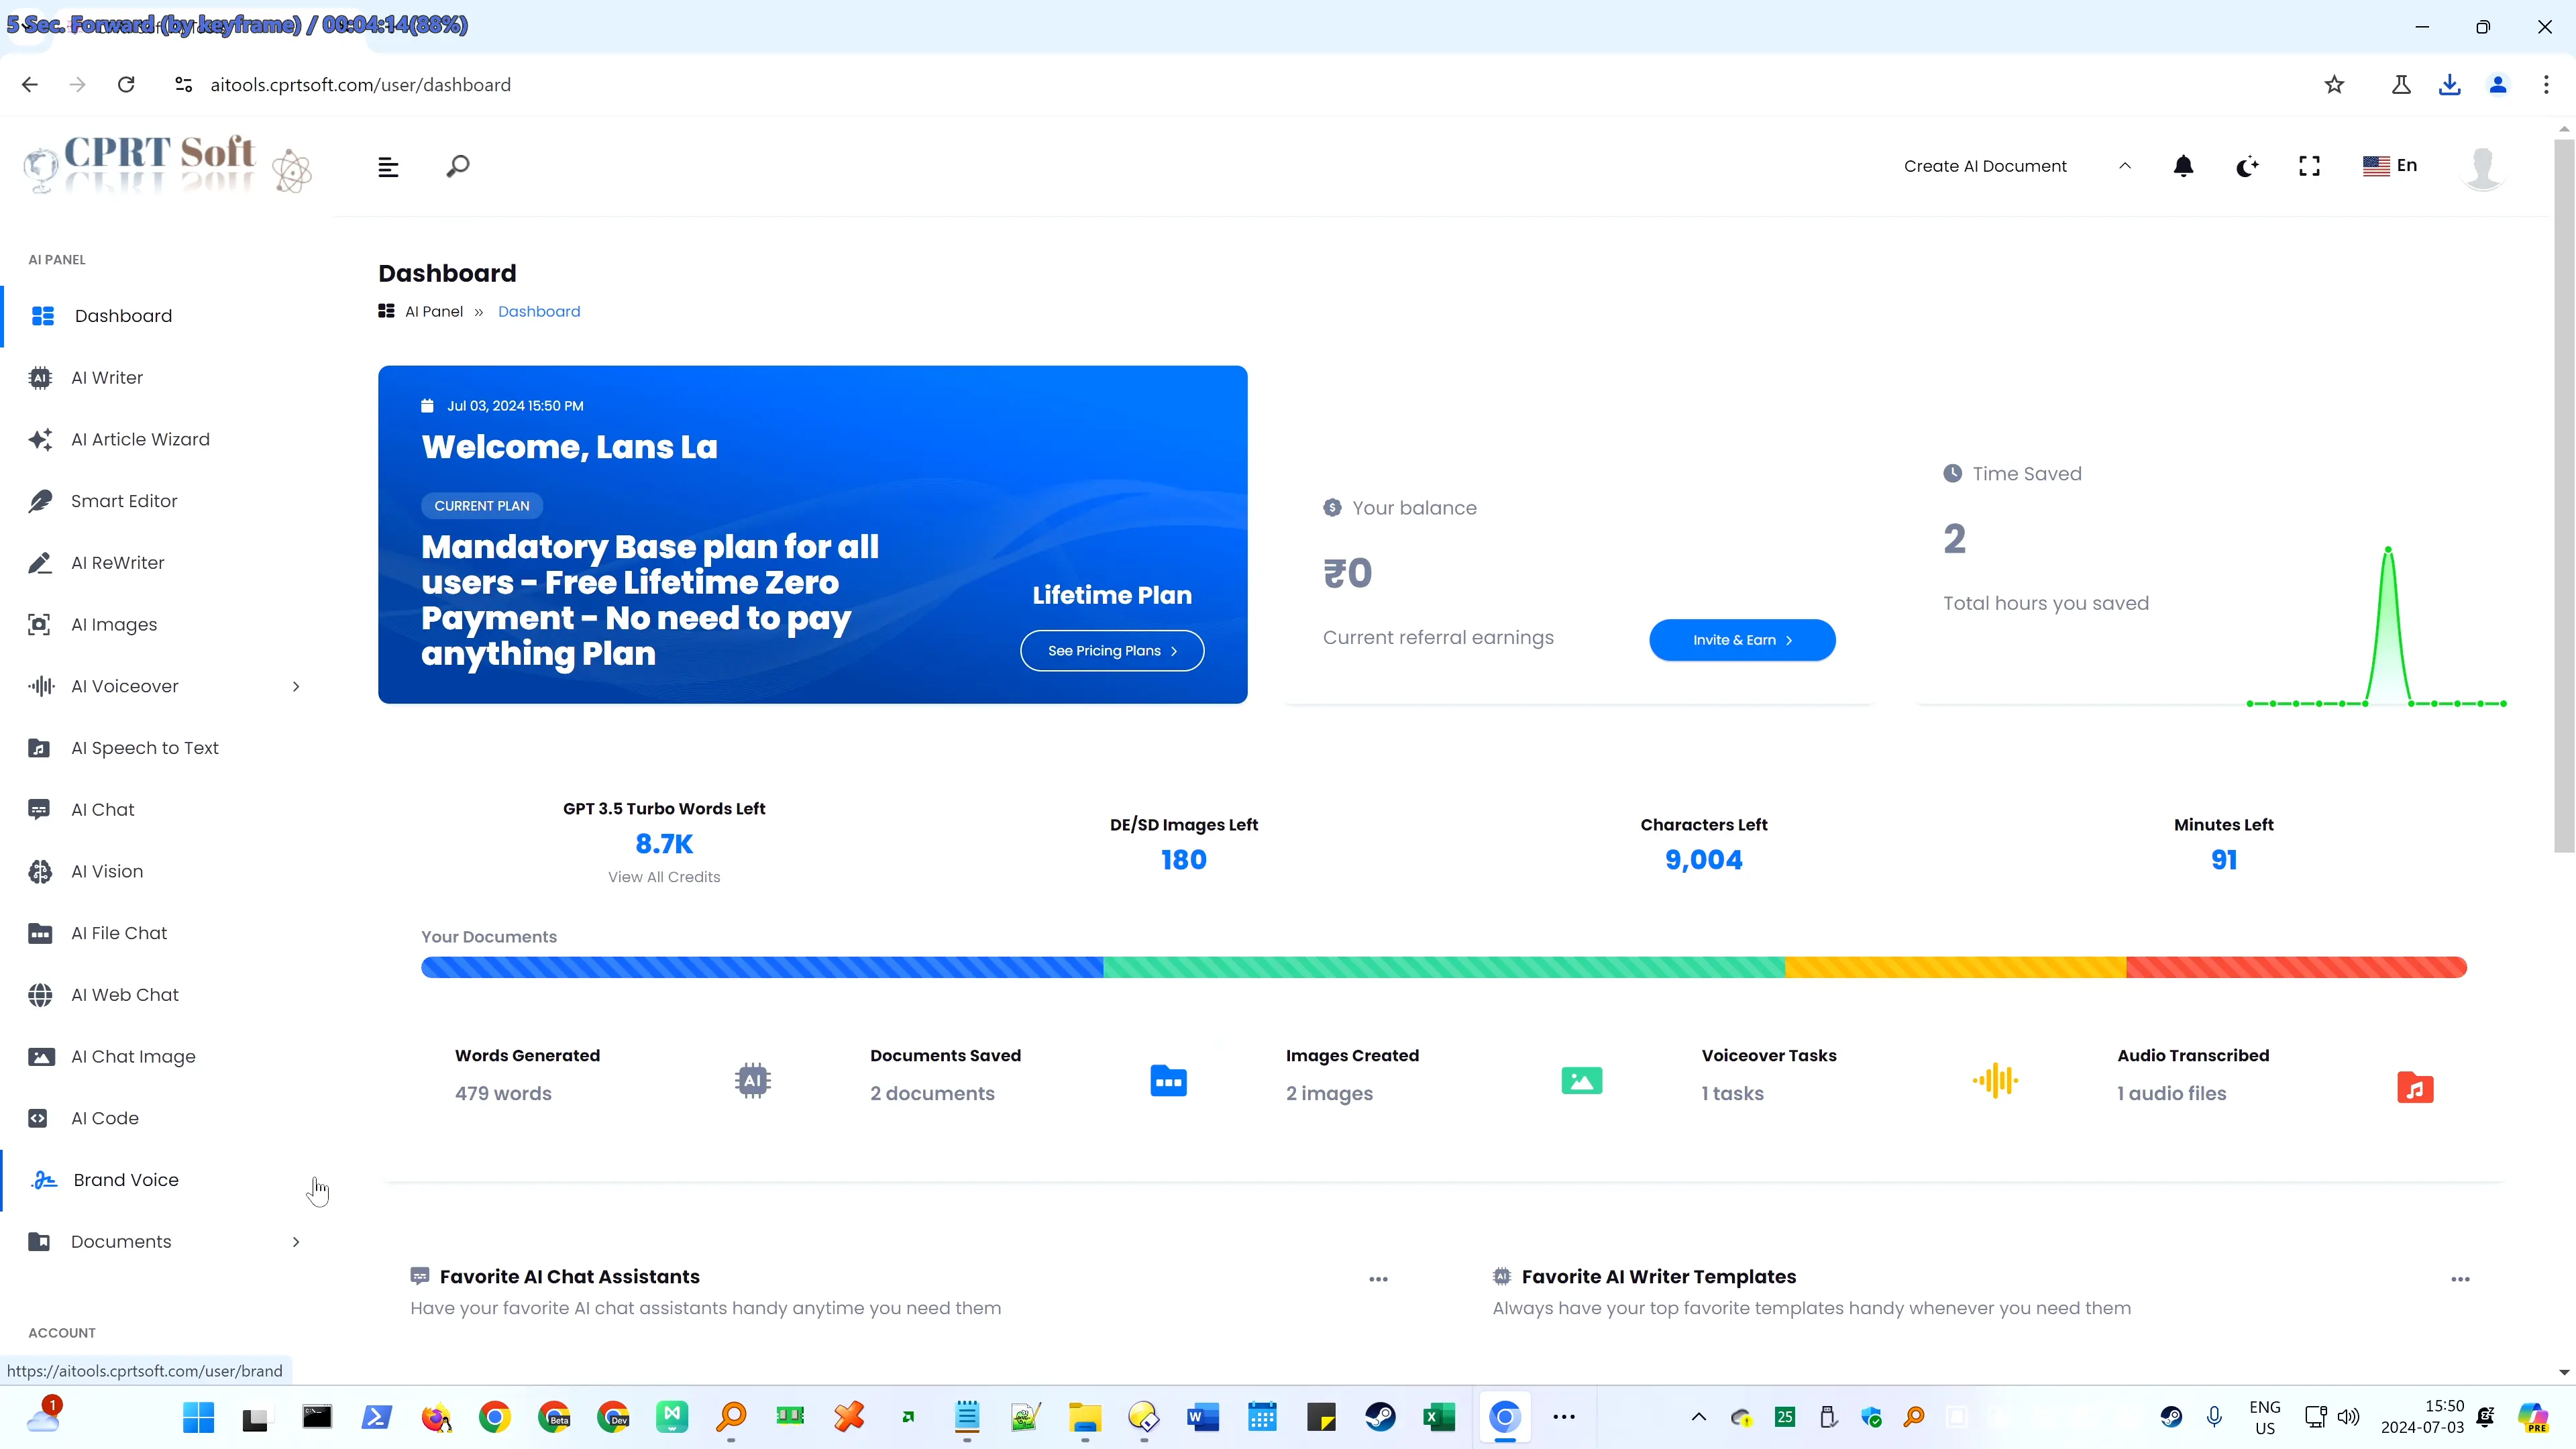 5 Sec. Forward (by keyframe) / 00:04:14(88%)
aitools.cprtsoft.com/user/dashboard
CPRT Soft
Create AI Document
En
AI PANEL
Dashboard
AI Writer
AI Article Wizard
Smart Editor
AI ReWriter
AI Images
AI Voiceover
AI Speech to Text
AI Chat
AI Vision
AI File Chat
AI Web Chat
AI Chat Image
AI Code
Brand Voice
Documents
ACCOUNT
https://aitools.cprtsoft.com/user/brand
Dashboard
AI Panel » Dashboard
Jul 03, 2024 15:50 PM
Welcome, Lans La
CURRENT PLAN
Mandatory Base plan for all
users - Free Lifetime Zero
Payment - No need to pay
anything Plan
Lifetime Plan
See Pricing Plans
Your balance
₹0
Current referral earnings
Invite & Earn
Time Saved
2
Total hours you saved
GPT 3.5 Turbo Words Left
8.7K
View All Credits
DE/SD Images Left
180
Characters Left
9,004
Minutes Left
91
Your Documents
Words Generated
479 words
AI
Documents Saved
2 documents
Images Created
2 images
Voiceover Tasks
1 tasks
Audio Transcribed
1 audio files
Favorite AI Chat Assistants
Have your favorite AI chat assistants handy anytime you need them
Favorite AI Writer Templates
Always have your top favorite templates handy whenever you need them
1
Beta
Dev
25
ENG
US
15:50
2024-07-03
PRE